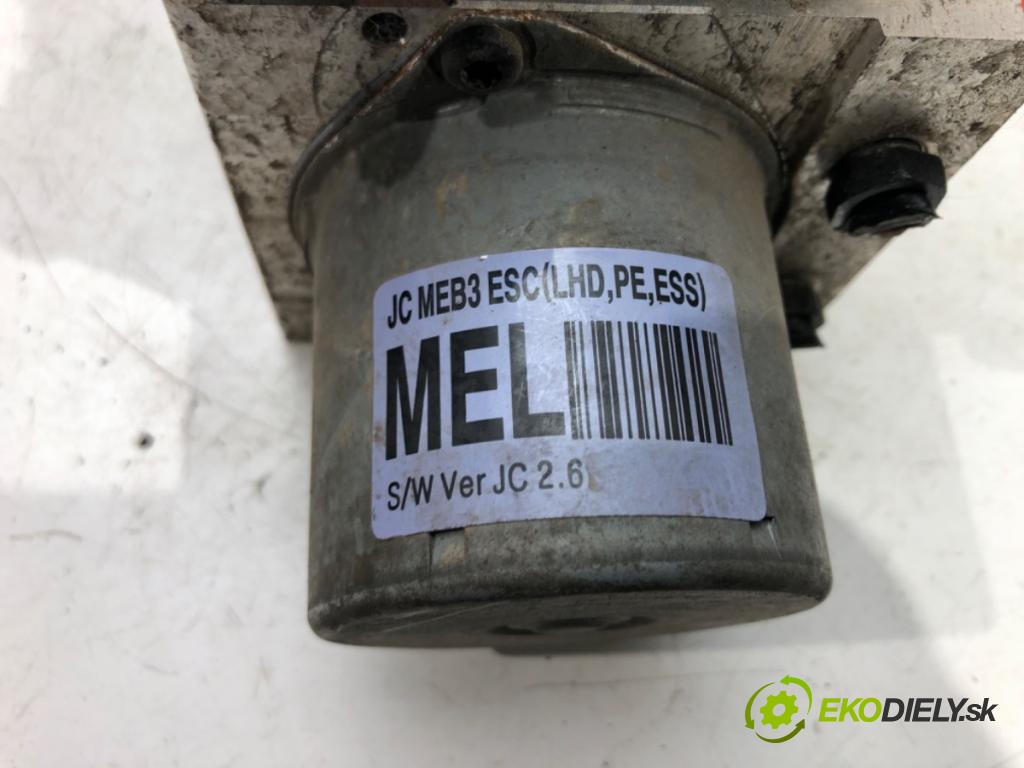 JC MEB3 ESC(LHD,PE,ESS)
MEL
S/W Ver JC 2.6
EKODIELY.sk